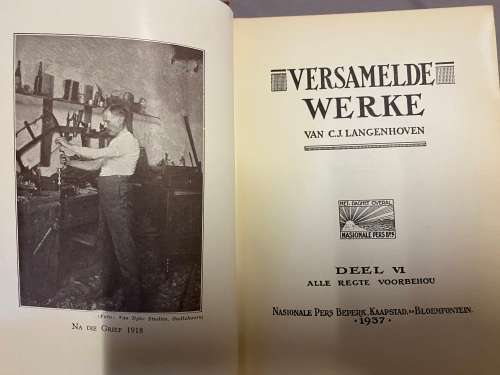 (Foto: Van Dyke Studios, Oudtshoorn)
NA DIE GRIEP 1918
VERSAMELDE
WERKE
VAN C.J. LANGENHOVEN
HET DAGHET OVERAL
NASIONALE PERS BPK
DEEL VI
ALLE REGTE VOORBEHOU
NASIONALE PERS BEPERK, KAAPSTAD, EN BLOEMFONTEIN.
·1937·